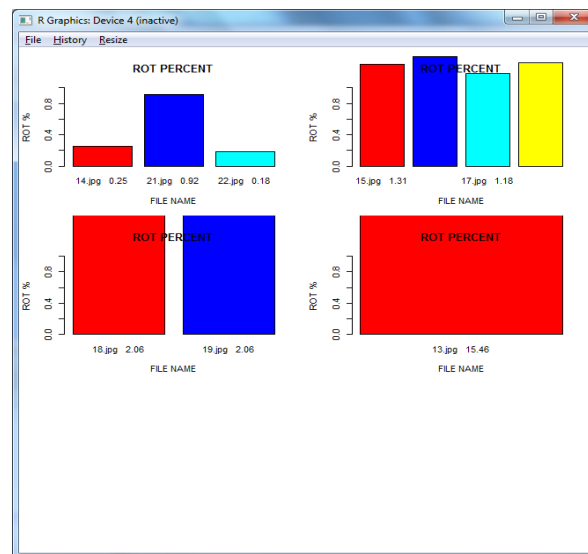 R Graphics: Device 4 (inactive)
File History Resize
ROT PERCENT
ROT %
0.0 0.4 0.8
14.jpg 0.25 21.jpg 0.92 22.jpg 0.18
FILE NAME
ROT PERCENT
ROT %
0.0 0.4 0.8
15.jpg 1.31 17.jpg 1.18
FILE NAME
ROT PERCENT
ROT %
0.0 0.4 0.8
18.jpg 2.06 19.jpg 2.06
FILE NAME
ROT PERCENT
ROT %
0.0 0.4 0.8
13.jpg 15.46
FILE NAME